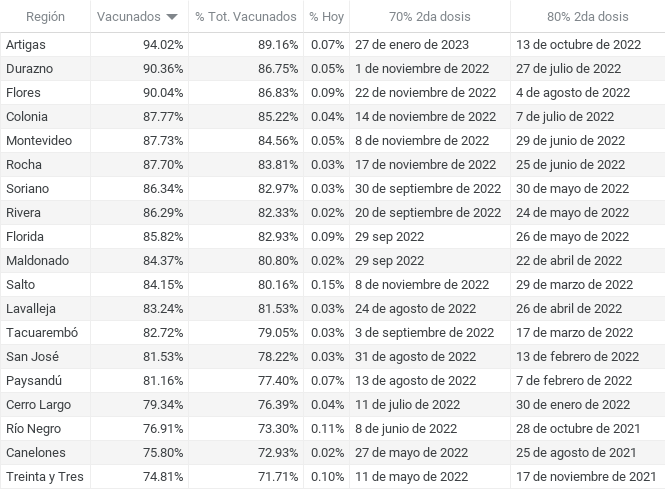 Región Vacunados % Tot. Vacunados % Hoy 70% 2da dosis 80% 2da dosis
Artigas 94.02% 89.16% 0.07% 27 de enero de 2023 13 de octubre de 2022
Durazno 90.36% 86.75% 0.05% 1 de noviembre de 2022 27 de julio de 2022
Flores 90.04% 86.83% 0.09% 22 de noviembre de 2022 4 de agosto de 2022
Colonia 87.77% 85.22% 0.04% 14 de noviembre de 2022 7 de julio de 2022
Montevideo 87.73% 84.56% 0.05% 8 de noviembre de 2022 29 de junio de 2022
Rocha 87.70% 83.81% 0.03% 17 de noviembre de 2022 25 de junio de 2022
Soriano 86.34% 82.97% 0.03% 30 de septiembre de 2022 30 de mayo de 2022
Rivera 86.29% 82.33% 0.02% 20 de septiembre de 2022 24 de mayo de 2022
Florida 85.82% 82.93% 0.09% 29 sep 2022 26 de mayo de 2022
Maldonado 84.37% 80.80% 0.02% 29 sep 2022 22 de abril de 2022
Salto 84.15% 80.16% 0.15% 8 de noviembre de 2022 29 de marzo de 2022
Lavalleja 83.24% 81.53% 0.03% 24 de agosto de 2022 26 de abril de 2022
Tacuarembó 82.72% 79.05% 0.03% 3 de septiembre de 2022 17 de marzo de 2022
San José 81.53% 78.22% 0.03% 31 de agosto de 2022 13 de febrero de 2022
Paysandú 81.16% 77.40% 0.07% 13 de agosto de 2022 7 de febrero de 2022
Cerro Largo 79.34% 76.39% 0.04% 11 de julio de 2022 30 de enero de 2022
Río Negro 76.91% 73.30% 0.11% 8 de junio de 2022 28 de octubre de 2021
Canelones 75.80% 72.93% 0.02% 27 de mayo de 2022 25 de agosto de 2021
Treinta y Tres 74.81% 71.71% 0.10% 11 de mayo de 2022 17 de noviembre de 2021